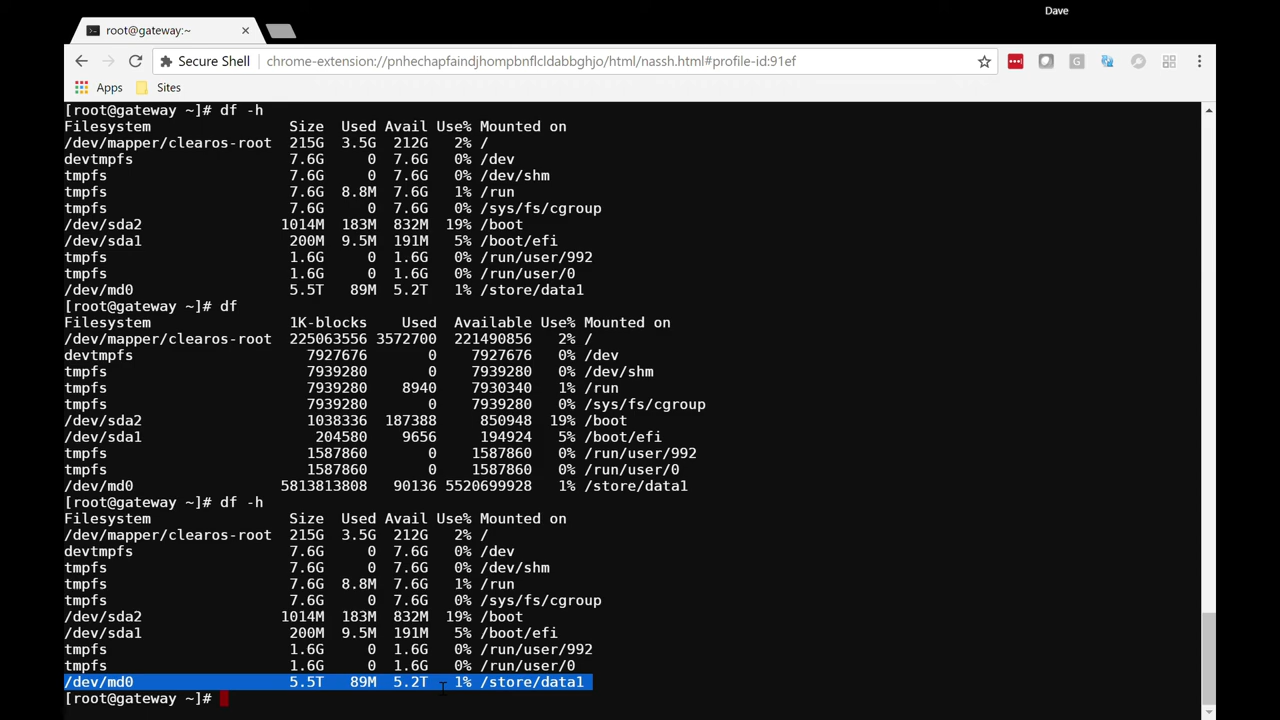 Dave
root@gateway:~
Secure Shell chrome-extension://pnhechapfaindjhompbnflcldabbghjo/html/nassh.html#profile-id:91ef
Apps Sites
[root@gateway ~]# df -h
Filesystem Size Used Avail Use% Mounted on
/dev/mapper/clearos-root 215G 3.5G 212G 2% /
devtmpfs 7.6G 0 7.6G 0% /dev
tmpfs 7.6G 0 7.6G 0% /dev/shm
tmpfs 7.6G 8.8M 7.6G 1% /run
tmpfs 7.6G 0 7.6G 0% /sys/fs/cgroup
/dev/sda2 1014M 183M 832M 19% /boot
/dev/sda1 200M 9.5M 191M 5% /boot/efi
tmpfs 1.6G 0 1.6G 0% /run/user/992
tmpfs 1.6G 0 1.6G 0% /run/user/0
/dev/md0 5.5T 89M 5.2T 1% /store/data1
[root@gateway ~]# df
Filesystem 1K-blocks Used Available Use% Mounted on
/dev/mapper/clearos-root 225063556 3572700 221490856 2% /
devtmpfs 7927676 0 7927676 0% /dev
tmpfs 7939280 0 7939280 0% /dev/shm
tmpfs 7939280 8940 7930340 1% /run
tmpfs 7939280 0 7939280 0% /sys/fs/cgroup
/dev/sda2 1038336 187388 850948 19% /boot
/dev/sda1 204580 9656 194924 5% /boot/efi
tmpfs 1587860 0 1587860 0% /run/user/992
tmpfs 1587860 0 1587860 0% /run/user/0
/dev/md0 5813813808 90136 5520699928 1% /store/data1
[root@gateway ~]# df -h
Filesystem Size Used Avail Use% Mounted on
/dev/mapper/clearos-root 215G 3.5G 212G 2% /
devtmpfs 7.6G 0 7.6G 0% /dev
tmpfs 7.6G 0 7.6G 0% /dev/shm
tmpfs 7.6G 8.8M 7.6G 1% /run
tmpfs 7.6G 0 7.6G 0% /sys/fs/cgroup
/dev/sda2 1014M 183M 832M 19% /boot
/dev/sda1 200M 9.5M 191M 5% /boot/efi
tmpfs 1.6G 0 1.6G 0% /run/user/992
tmpfs 1.6G 0 1.6G 0% /run/user/0
/dev/md0 5.5T 89M 5.2T 1% /store/data1
[root@gateway ~]#